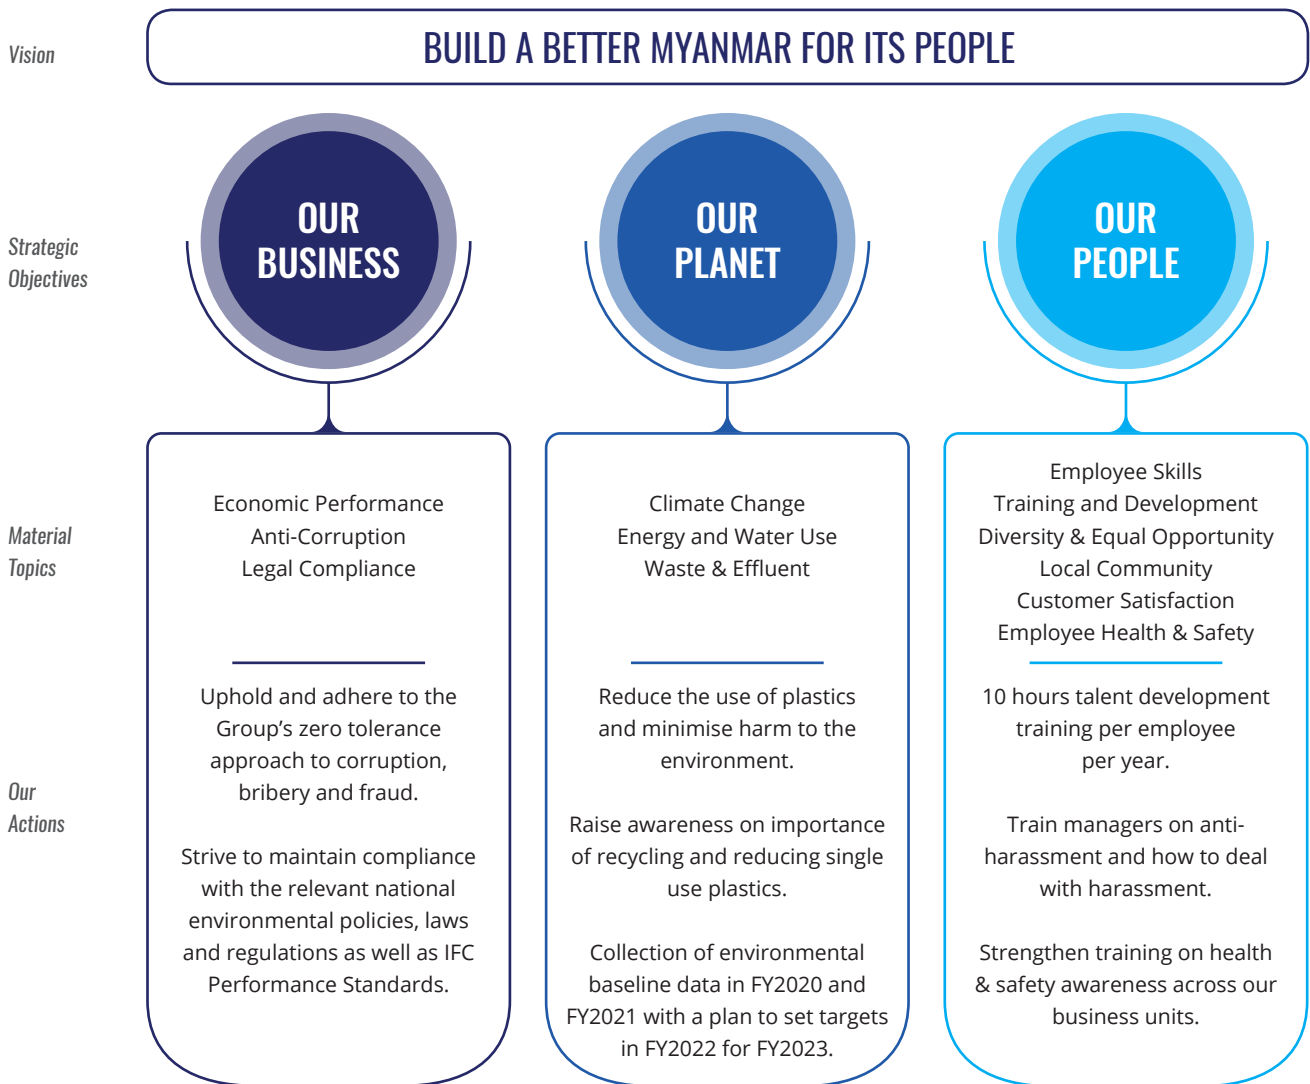 Vision
BUILD A BETTER MYANMAR FOR ITS PEOPLE
Strategic
Objectives
OUR
BUSINESS
OUR
PLANET
OUR
PEOPLE
Material
Topics
Economic Performance
Anti-Corruption
Legal Compliance
Climate Change
Energy and Water Use
Waste & Effluent
Employee Skills
Training and Development
Diversity & Equal Opportunity
Local Community
Customer Satisfaction
Employee Health & Safety
Our
Actions
Uphold and adhere to the
Group’s zero tolerance
approach to corruption,
bribery and fraud.
Strive to maintain compliance
with the relevant national
environmental policies, laws
and regulations as well as IFC
Performance Standards.
Reduce the use of plastics
and minimise harm to the
environment.
Raise awareness on importance
of recycling and reducing single
use plastics.
Collection of environmental
baseline data in FY2020 and
FY2021 with a plan to set targets
in FY2022 for FY2023.
10 hours talent development
training per employee
per year.
Train managers on anti-
harassment and how to deal
with harassment.
Strengthen training on health
& safety awareness across our
business units.